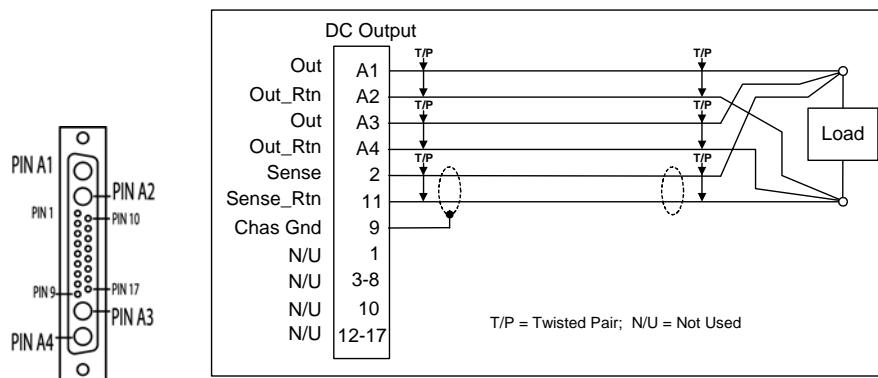 PIN A1
PIN A2
PIN 1
PIN 10
PIN 9
PIN 17
PIN A3
PIN A4
DC Output
T/P T/P
Out A1
Out_Rtn A2
T/P T/P
Out A3
Out_Rtn A4
T/P T/P
Sense 2
Sense_Rtn 11
Chas Gnd 9
N/U 1
N/U 3-8
N/U 10
N/U 12-17
Load
T/P = Twisted Pair; N/U = Not Used